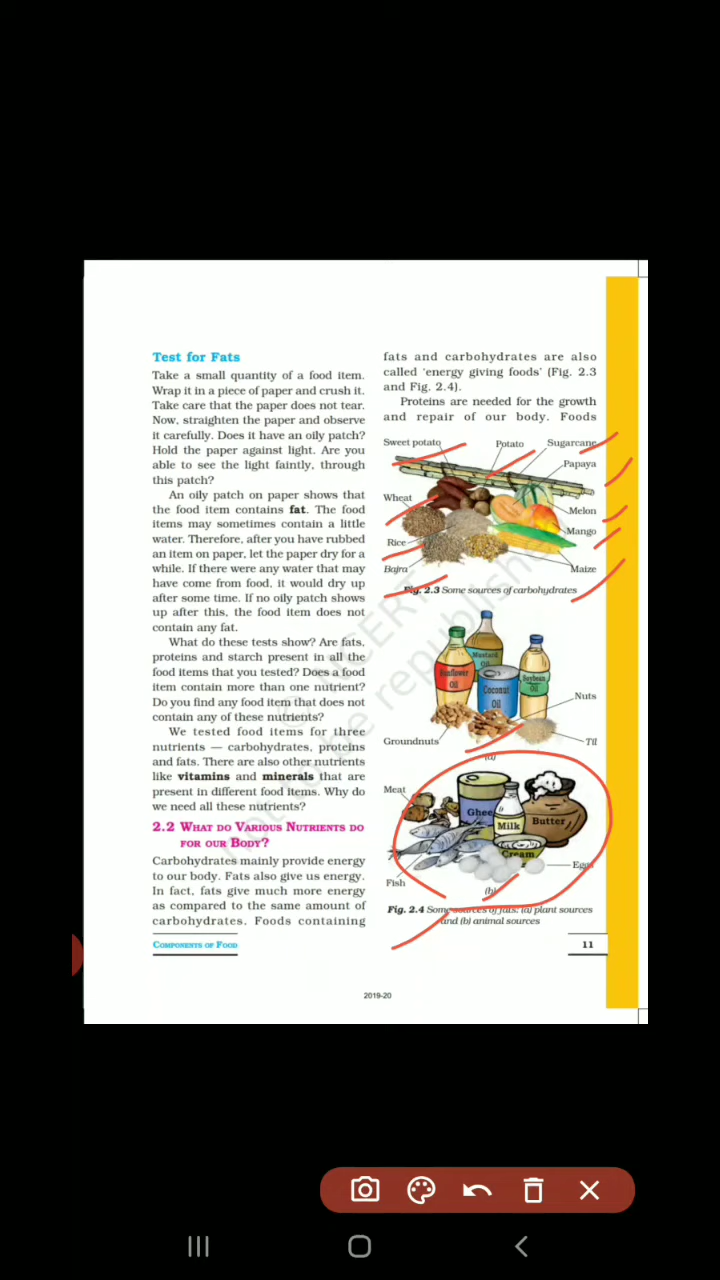 Test for Fats
Take a small quantity of a food item.
Wrap it in a piece of paper and crush it.
Take care that the paper does not tear.
Now, straighten the paper and observe
it carefully. Does it have an oily patch?
Hold the paper against light. Are you
able to see the light faintly, through
this patch?
An oily patch on paper shows that
the food item contains fat. The food
items may sometimes contain a little
water. Therefore, after you have rubbed
an item on paper, let the paper dry for a
while. If there were any water that may
have come from food, it would dry up
after some time. If no oily patch shows
up after this, the food item does not
contain any fat.
What do these tests show? Are fats,
proteins and starch present in all the
food items that you tested? Does a food
item contain more than one nutrient?
Do you find any food item that does not
contain any of these nutrients?
We tested food items for three
nutrients — carbohydrates, proteins
and fats. There are also other nutrients
like vitamins and minerals that are
present in different food items. Why do
we need all these nutrients?
2.2 WHAT DO VARIOUS NUTRIENTS DO
FOR OUR BODY?
Carbohydrates mainly provide energy
to our body. Fats also give us energy.
In fact, fats give much more energy
as compared to the same amount of
carbohydrates. Foods containing
fats and carbohydrates are also
called 'energy giving foods' (Fig. 2.3
and Fig. 2.4).
Proteins are needed for the growth
and repair of our body. Foods
Sweet potato
Potato
Sugarcane
Papaya
Wheat
Melon
Mango
Rice
Bajra
Maize
Fig. 2.3 Some sources of carbohydrates
Mustard
Oil
Sunflower
Oil
Soybean
Oil
Coconut
Oil
Nuts
Groundnuts
Til
(a)
Meat
Ghee
Milk
Butter
Cream
Eggs
Fish
(b)
Fig. 2.4 Some sources of fats: (a) plant sources
and (b) animal sources
COMPONENTS OF FOOD
11
2019-20
© NCERT
not to be republished